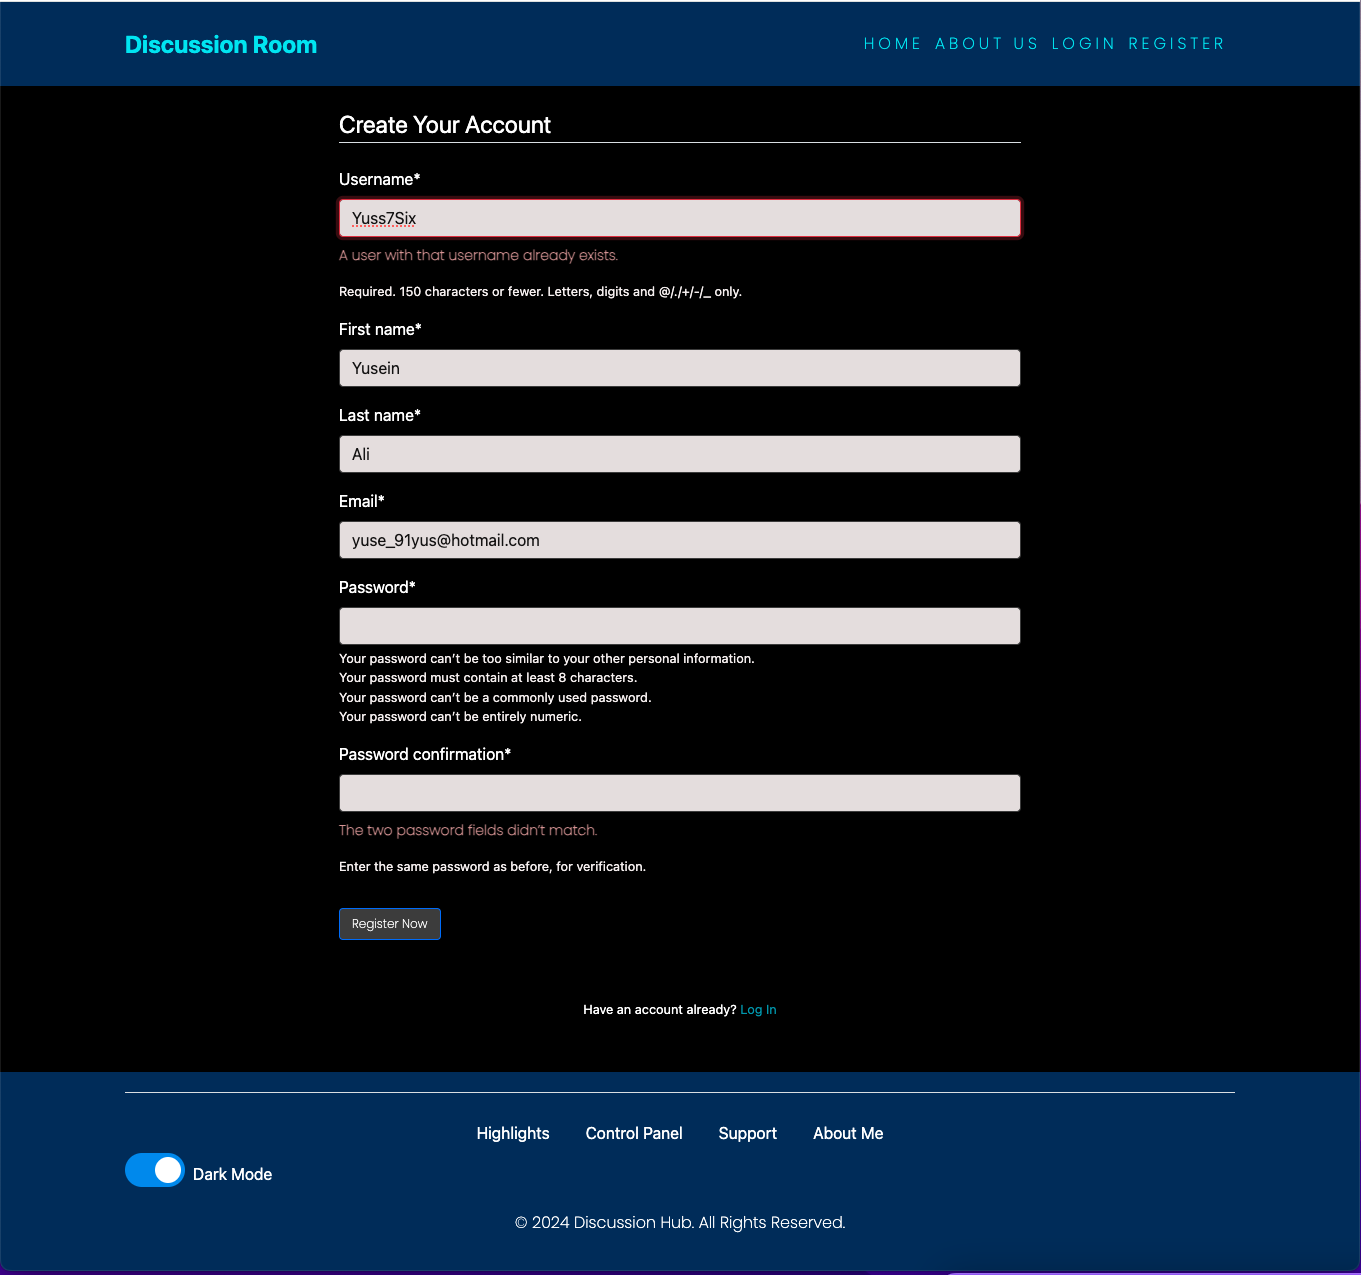 Discussion Room
HOME ABOUT US LOGIN REGISTER
Create Your Account
Username*
Yuss7Six
A user with that username already exists.
Required. 150 characters or fewer. Letters, digits and @/./+/-/_ only.
First name*
Yusein
Last name*
Ali
Email*
yuse_91yus@hotmail.com
Password*
Your password can’t be too similar to your other personal information.
Your password must contain at least 8 characters.
Your password can’t be a commonly used password.
Your password can’t be entirely numeric.
Password confirmation*
The two password fields didn’t match.
Enter the same password as before, for verification.
Register Now
Have an account already? Log In
Highlights Control Panel Support About Me
Dark Mode
© 2024 Discussion Hub. All Rights Reserved.